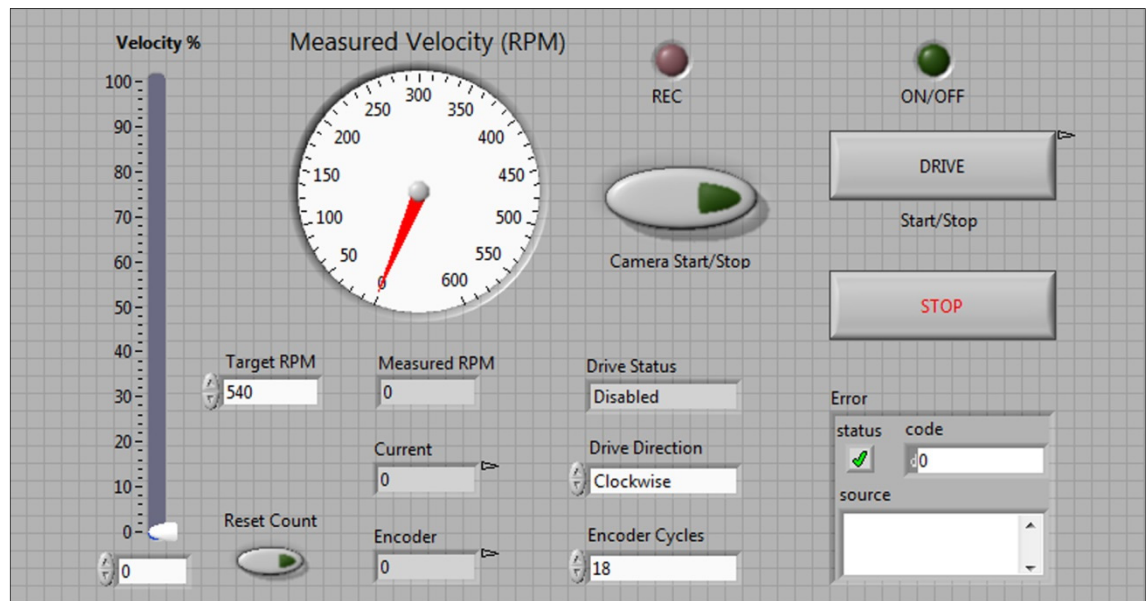 Velocity %
100
90
80
70
60
50
40
30
20
10
0
0
Measured Velocity (RPM)
0
50
100
150
200
250
300
350
400
450
500
550
600
Target RPM
540
Measured RPM
0
Current
0
Reset Count
Encoder
0
REC
Camera Start/Stop
Drive Status
Disabled
Drive Direction
Clockwise
Encoder Cycles
18
ON/OFF
DRIVE
Start/Stop
STOP
Error
status
code
d0
source